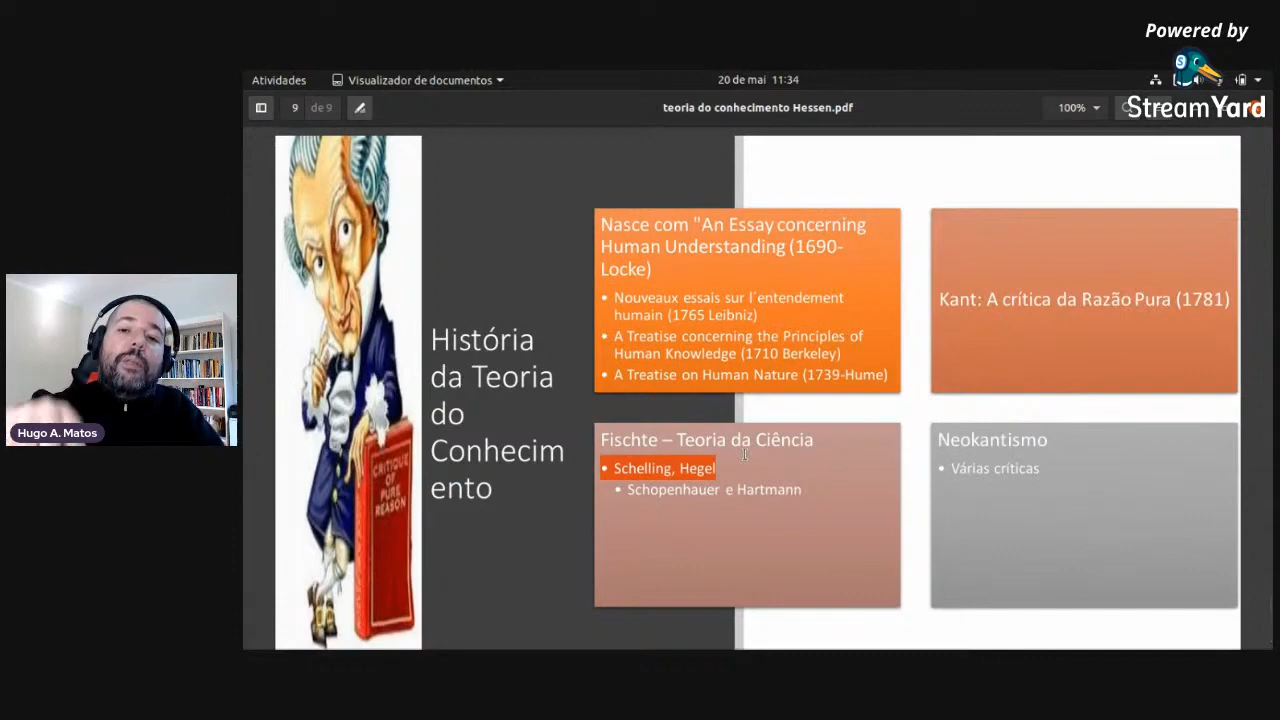 Powered by
StreamYard
Atividades
Visualizador de documentos
20 de mai 11:34
9 de 9
teoria do conhecimento Hessen.pdf
100%
CRITIQUE
OF
PURE
REASON
História
da Teoria
do
Conhecim
ento
Nasce com "An Essay concerning
Human Understanding (1690-
Locke)
• Nouveaux essais sur l´entendement
humain (1765 Leibniz)
• A Treatise concerning the Principles of
Human Knowledge (1710 Berkeley)
• A Treatise on Human Nature (1739-Hume)
Kant: A crítica da Razão Pura (1781)
Fischte – Teoria da Ciência
• Schelling, Hegel
• Schopenhauer e Hartmann
Neokantismo
• Várias críticas
Hugo A. Matos